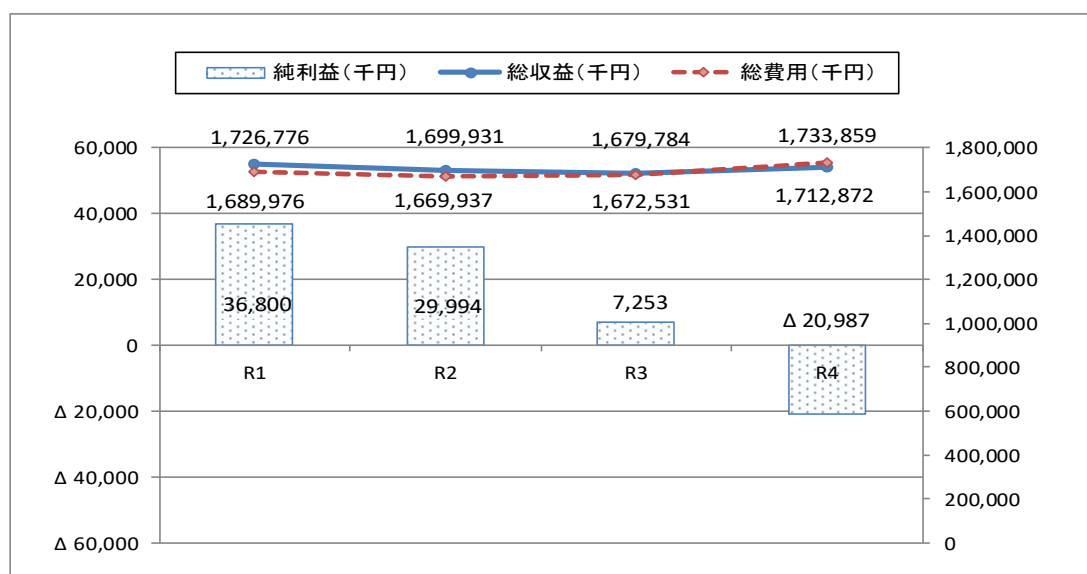 純利益(千円) 総収益(千円) 総費用(千円)
1,726,776 1,699,931 1,679,784 1,733,859
60,000 1,800,000
1,600,000
40,000 1,689,976 1,669,937 1,672,531 1,712,872
1,400,000
20,000 1,200,000
36,800 29,994 7,253 Δ 20,987
1,000,000
0
R1 R2 R3 R4 800,000
Δ 20,000 600,000
400,000
Δ 40,000
200,000
Δ 60,000 0